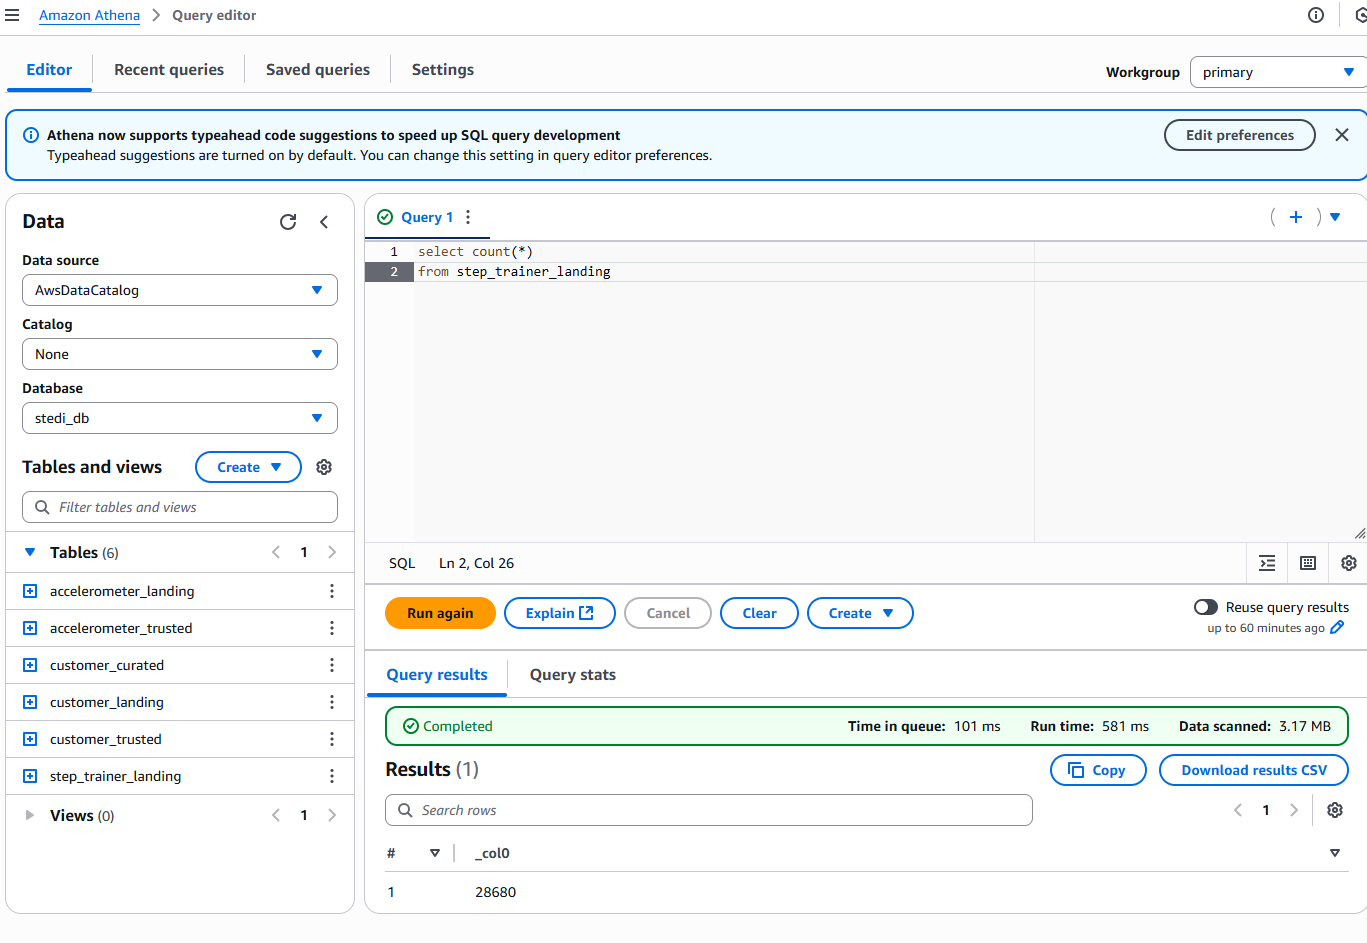 Amazon Athena > Query editor
Editor
Recent queries
Saved queries
Settings
Workgroup
primary
Athena now supports typeahead code suggestions to speed up SQL query development
Typeahead suggestions are turned on by default. You can change this setting in query editor preferences.
Edit preferences
Data
Data source
AwsDataCatalog
Catalog
None
Database
stedi_db
Tables and views
Create
Filter tables and views
Tables (6)
1
accelerometer_landing
accelerometer_trusted
customer_curated
customer_landing
customer_trusted
step_trainer_landing
Views (0)
1
Query 1
1 select count(*)
2 from step_trainer_landing
SQL
Ln 2, Col 26
Run again
Explain
Cancel
Clear
Create
Reuse query results
up to 60 minutes ago
Query results
Query stats
Completed
Time in queue: 101 ms
Run time: 581 ms
Data scanned: 3.17 MB
Results (1)
Copy
Download results CSV
Search rows
1
# _col0
1 28680